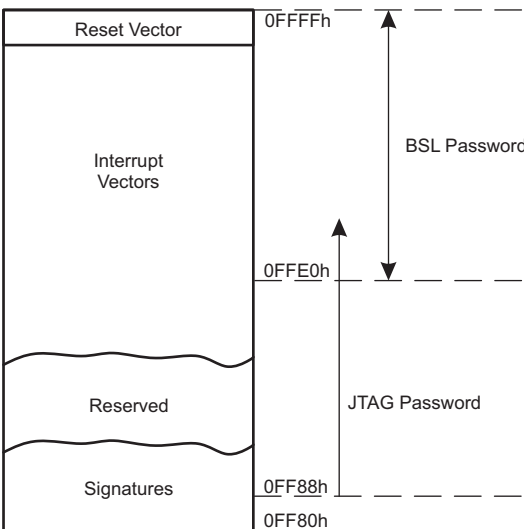 Reset Vector
0FFFFh
BSL Password
Interrupt
Vectors
0FFE0h
Reserved
JTAG Password
Signatures
0FF88h
0FF80h